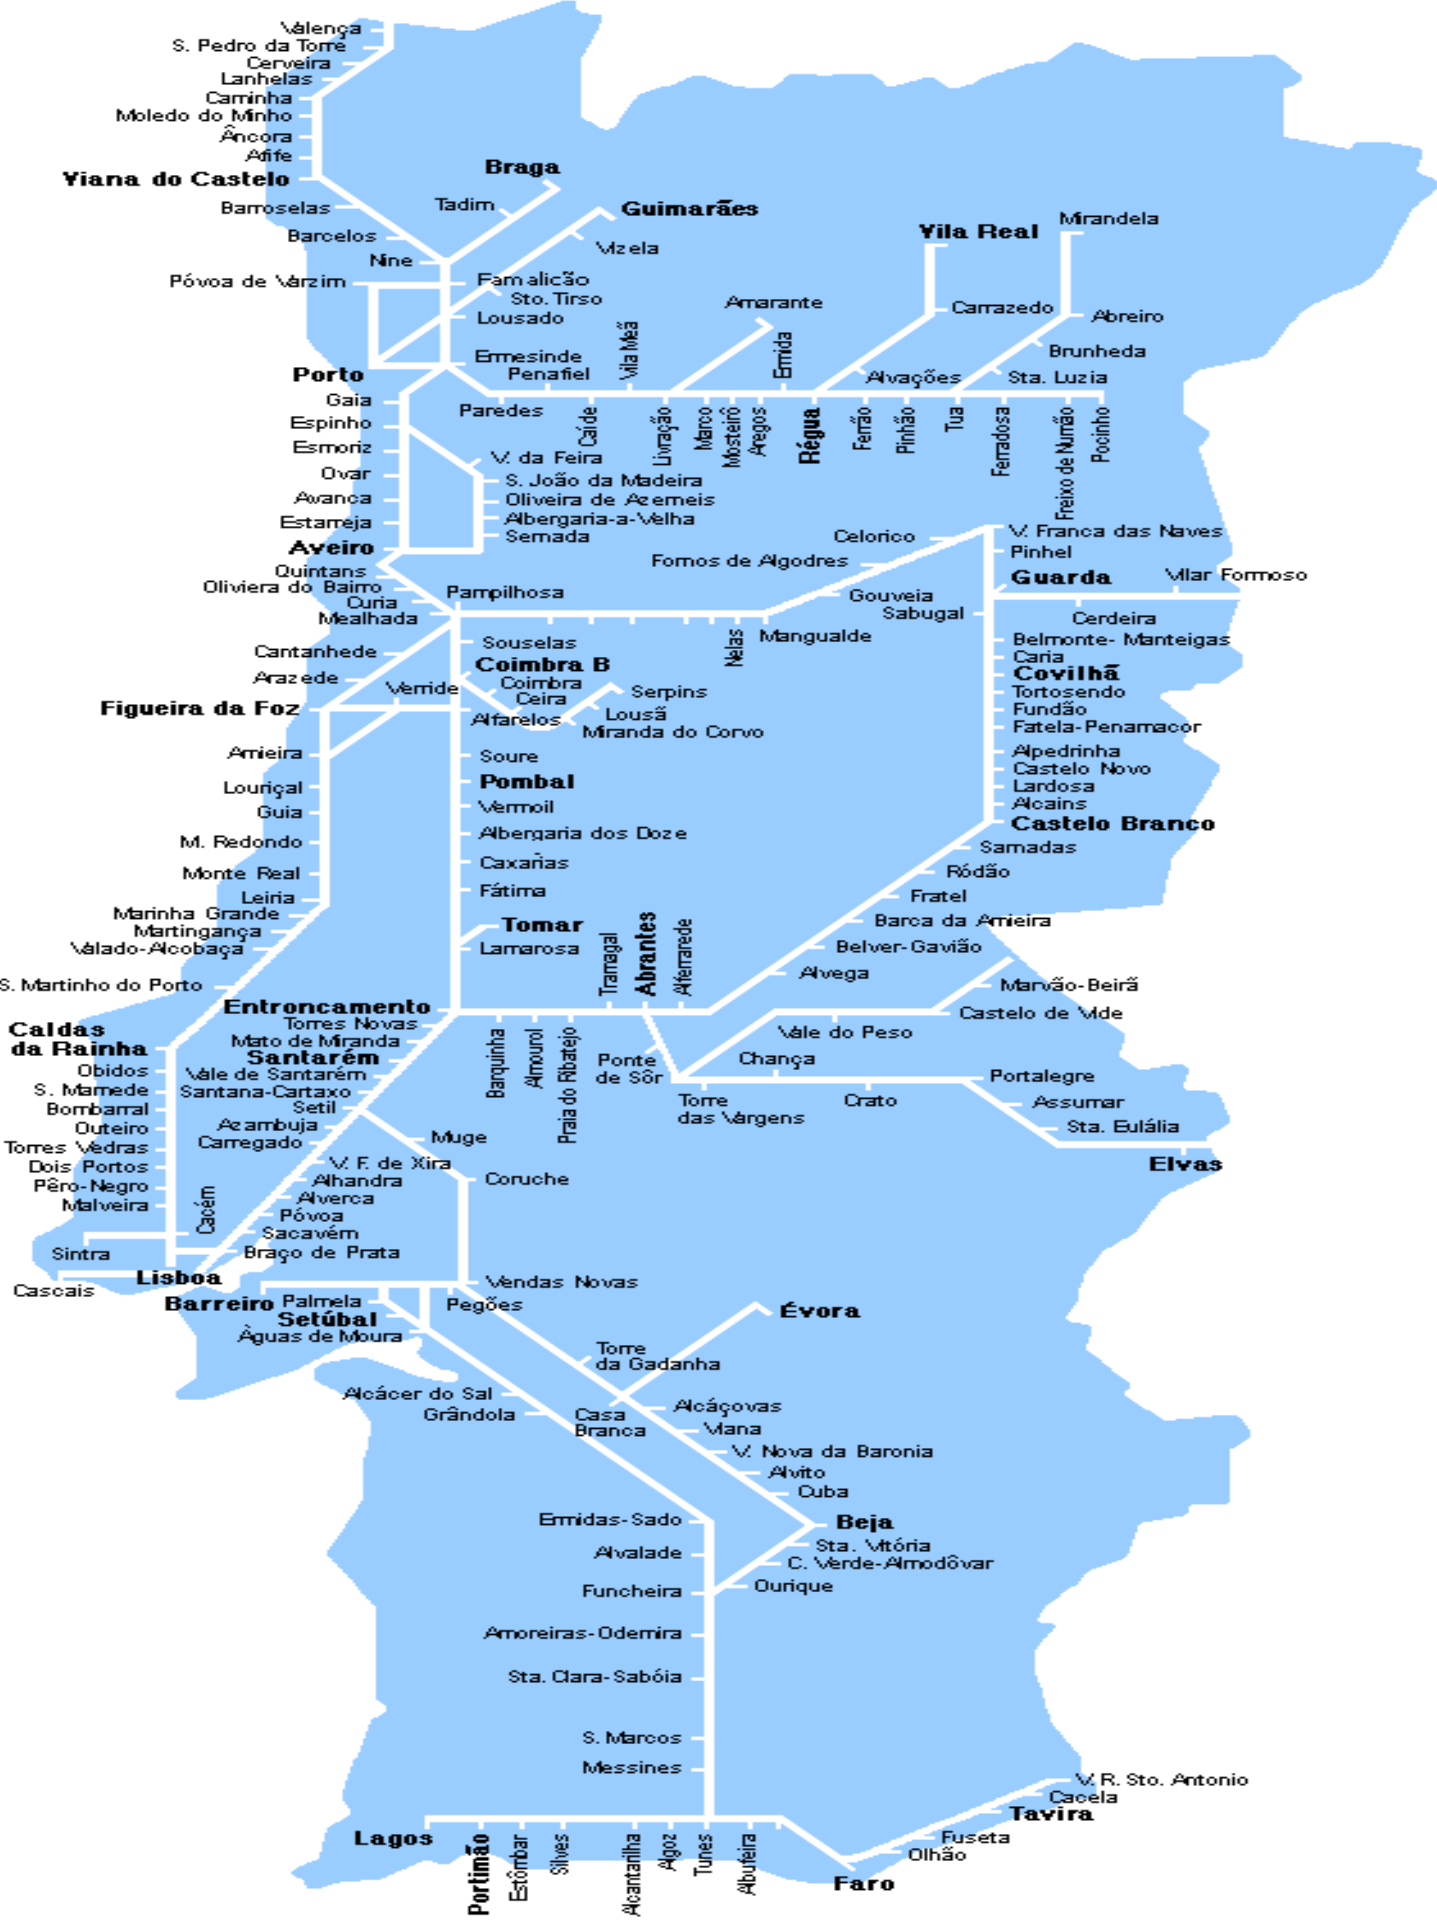 Valença
S. Pedro da Torre
Cerveira
Lanhelas
Caminha
Moledo do Minho
Âncora
Afife
Viana do Castelo
Barroselas
Barcelos
Nine
Póvoa de Varzim
Braga
Tadim
Guimarães
Vizela
Famalicão
Sto. Tirso
Lousado
Ermesinde
Penafiel
Paredes
Caíde
Vila Meã
Livração
Amarante
Marco
Mosteirô
Aregos
Ermida
Régua
Vila Real
Carrazedo
Alvações
Ferrão
Pinhão
Tua
Mirandela
Abreiro
Brunheda
Sta. Luzia
Ferradosa
Freixo de Numão
Pocinho
Porto
Gaia
Espinho
Esmoriz
Ovar
Avanca
Estarreja
Aveiro
Quintans
Oliviera do Bairro
Curia
Mealhada
V. da Feira
S. João da Madeira
Oliveira de Azemeis
Albergaria-a-Velha
Sernada
Pampilhosa
Celorico
Fornos de Algodres
Gouveia
Mangualde
Nelas
V. Franca das Naves
Pinhel
Guarda
Vilar Formoso
Cerdeira
Sabugal
Belmonte- Manteigas
Caria
Covilhã
Tortosendo
Fundão
Fatela-Penamacor
Alpedrinha
Castelo Novo
Lardosa
Alcains
Castelo Branco
Sarnadas
Ródão
Fratel
Barca da Amieira
Belver-Gavião
Alvega
Souselas
Coimbra B
Coimbra
Ceira
Serpins
Lousã
Miranda do Corvo
Cantanhede
Arazede
Verride
Figueira da Foz
Alfarelos
Amieira
Louriçal
Guia
M. Redondo
Monte Real
Leiria
Marinha Grande
Martingança
Valado-Alcobaça
S. Martinho do Porto
Caldas
da Rainha
Obidos
S. Mamede
Bombarral
Outeiro
Torres Vedras
Dois Portos
Pêro-Negro
Malveira
Cacém
Sintra
Cascais
Lisboa
Soure
Pombal
Vermoil
Albergaria dos Doze
Caxarias
Fátima
Tomar
Lamarosa
Entroncamento
Torres Novas
Mato de Miranda
Santarém
Vale de Santarém
Santana-Cartaxo
Setil
Azambuja
Carregado
V. F. de Xira
Alhandra
Alverca
Póvoa
Sacavém
Braço de Prata
Barquinha
Almourol
Praia do Ribatejo
Tramagal
Abrantes
Alferrarede
Ponte
de Sôr
Torre
das Vargens
Chança
Vale do Peso
Castelo de Vide
Marvão-Beirã
Crato
Portalegre
Assumar
Sta. Eulália
Elvas
Muge
Coruche
Vendas Novas
Pegões
Barreiro
Palmela
Setúbal
Àguas de Moura
Alcácer do Sal
Grândola
Torre
da Gadanha
Évora
Casa
Branca
Alcáçovas
Viana
V. Nova da Baronia
Alvito
Cuba
Beja
Sta. Vitória
C. Verde-Almodôvar
Ourique
Ermidas-Sado
Alvalade
Funcheira
Amoreiras-Odemira
Sta. Clara-Sabóia
S. Marcos
Messines
Lagos
Portimão
Estômbar
Silves
Alcantarilha
Algoz
Tunes
Albufeira
Faro
Olhão
Fuseta
Tavira
Cacela
V. R. Sto. Antonio